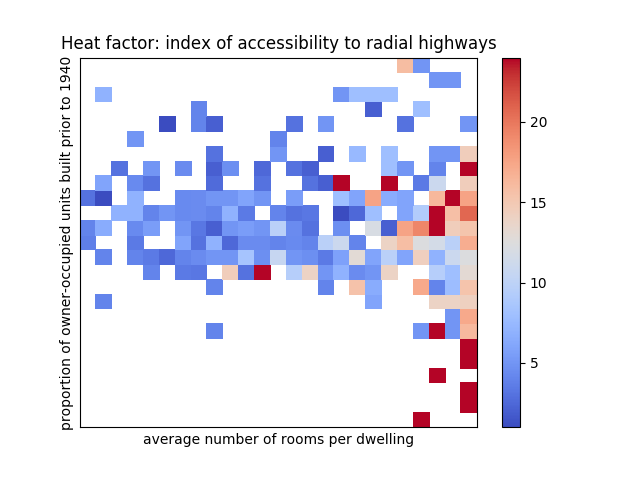 Heat factor: index of accessibility to radial highways
proportion of owner-occupied units built prior to 1940
20
15
10
5
average number of rooms per dwelling